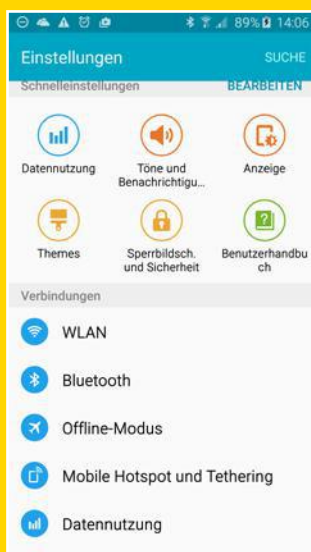 89% 14:06
Einstellungen SUCHE
Schnelleinstellungen BEARBEITEN
Datennutzung
Töne und
Benachrichtigu...
Anzeige
Themes
Sperrbildsch.
und Sicherheit
Benutzerhandbu
ch
Verbindungen
WLAN
Bluetooth
Offline-Modus
Mobile Hotspot und Tethering
Datennutzung